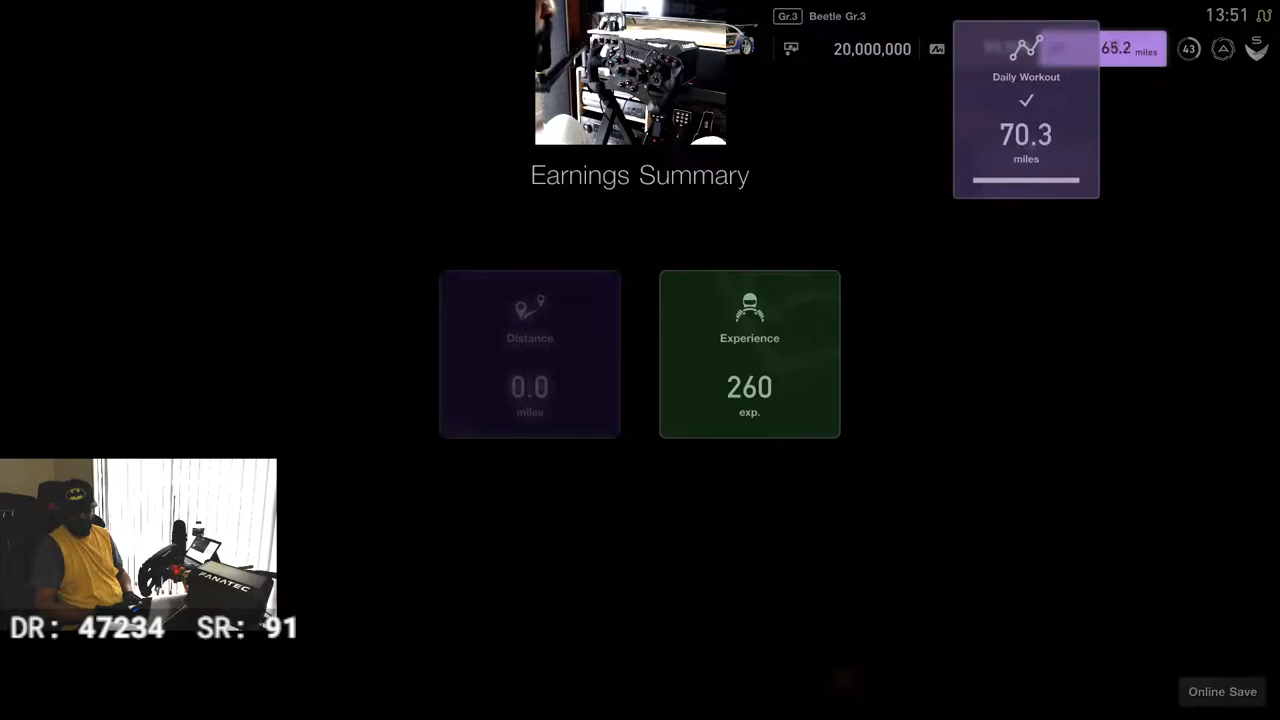 Gr.3 Beetle Gr.3
13:51
20,000,000
65.2 miles
43
S
Daily Workout
70.3
miles
Earnings Summary
Distance
0.0
miles
Experience
260
exp.
FANATEC
DR: 47234 SR: 91
Online Save